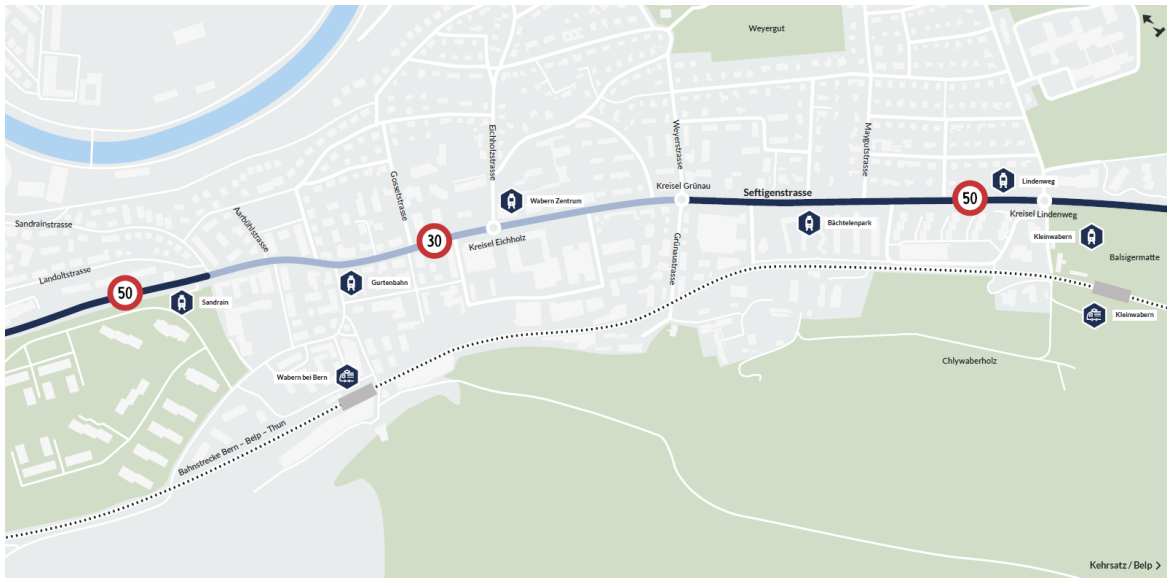 Weyergut
Eichholzstrasse
Weyerstrasse
Maygutstrasse
Gossetstrasse
Lindenweg
Kreisel Grünau
Seftigenstrasse
50
Wabern Zentrum
Kreisel Lindenweg
Aarbühlstrasse
Sandrainstrasse
Bächtelenpark
30
Kreisel Eichholz
Kleinwabern
Grünaustrasse
Balsigermatte
Landoltstrasse
Gurtenbahn
50
Sandrain
Kleinwabern
Chlywaberholz
Wabern bei Bern
Bahnstrecke Bern – Belp – Thun
Kehrsatz / Belp >